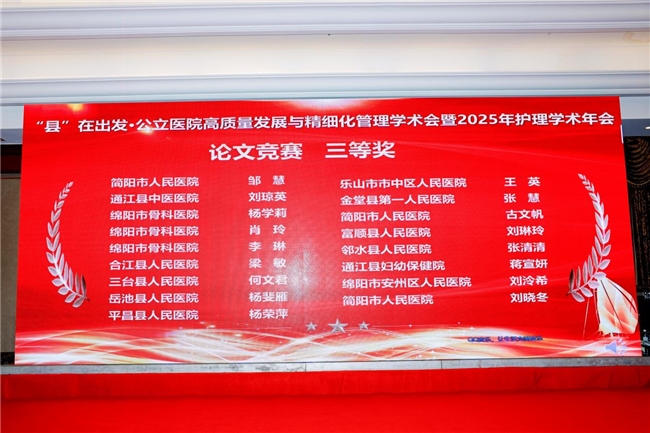 “县”在出发·公立医院高质量发展与精细化管理学术会暨2025年护理学术年会
论文竞赛 三等奖
简阳市人民医院 邹慧
通江县中医医院 刘琼英
绵阳市骨科医院 杨学莉
绵阳市骨科医院 肖玲
绵阳市骨科医院 李琳
合江县人民医院 梁敏
三台县人民医院 何文君
岳池县人民医院 杨斐雁
平昌县人民医院 杨荣萍
乐山市市中区人民医院 王英
金堂县第一人民医院 张慧
简阳市人民医院 古文帆
富顺县人民医院 刘琳玲
邻水县人民医院 张清清
通江县妇幼保健院 蒋宣妍
绵阳市安州区人民医院 刘泠希
简阳市人民医院 刘晓冬